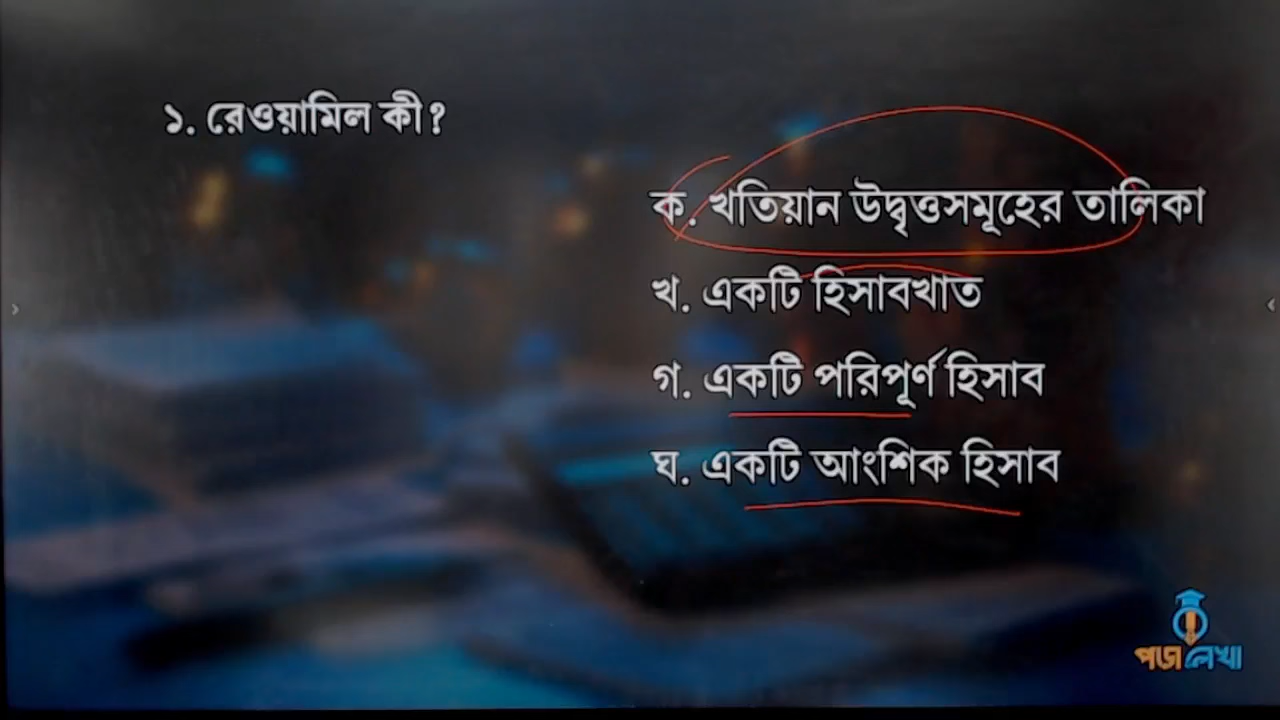 ১. রেওয়ামিল কী?
ক. খতিয়ান উদ্বৃত্তসমূহের তালিকা
খ. একটি হিসাবখাত
গ. একটি পরিপূর্ণ হিসাব
ঘ. একটি আংশিক হিসাব
পড়ালেখা